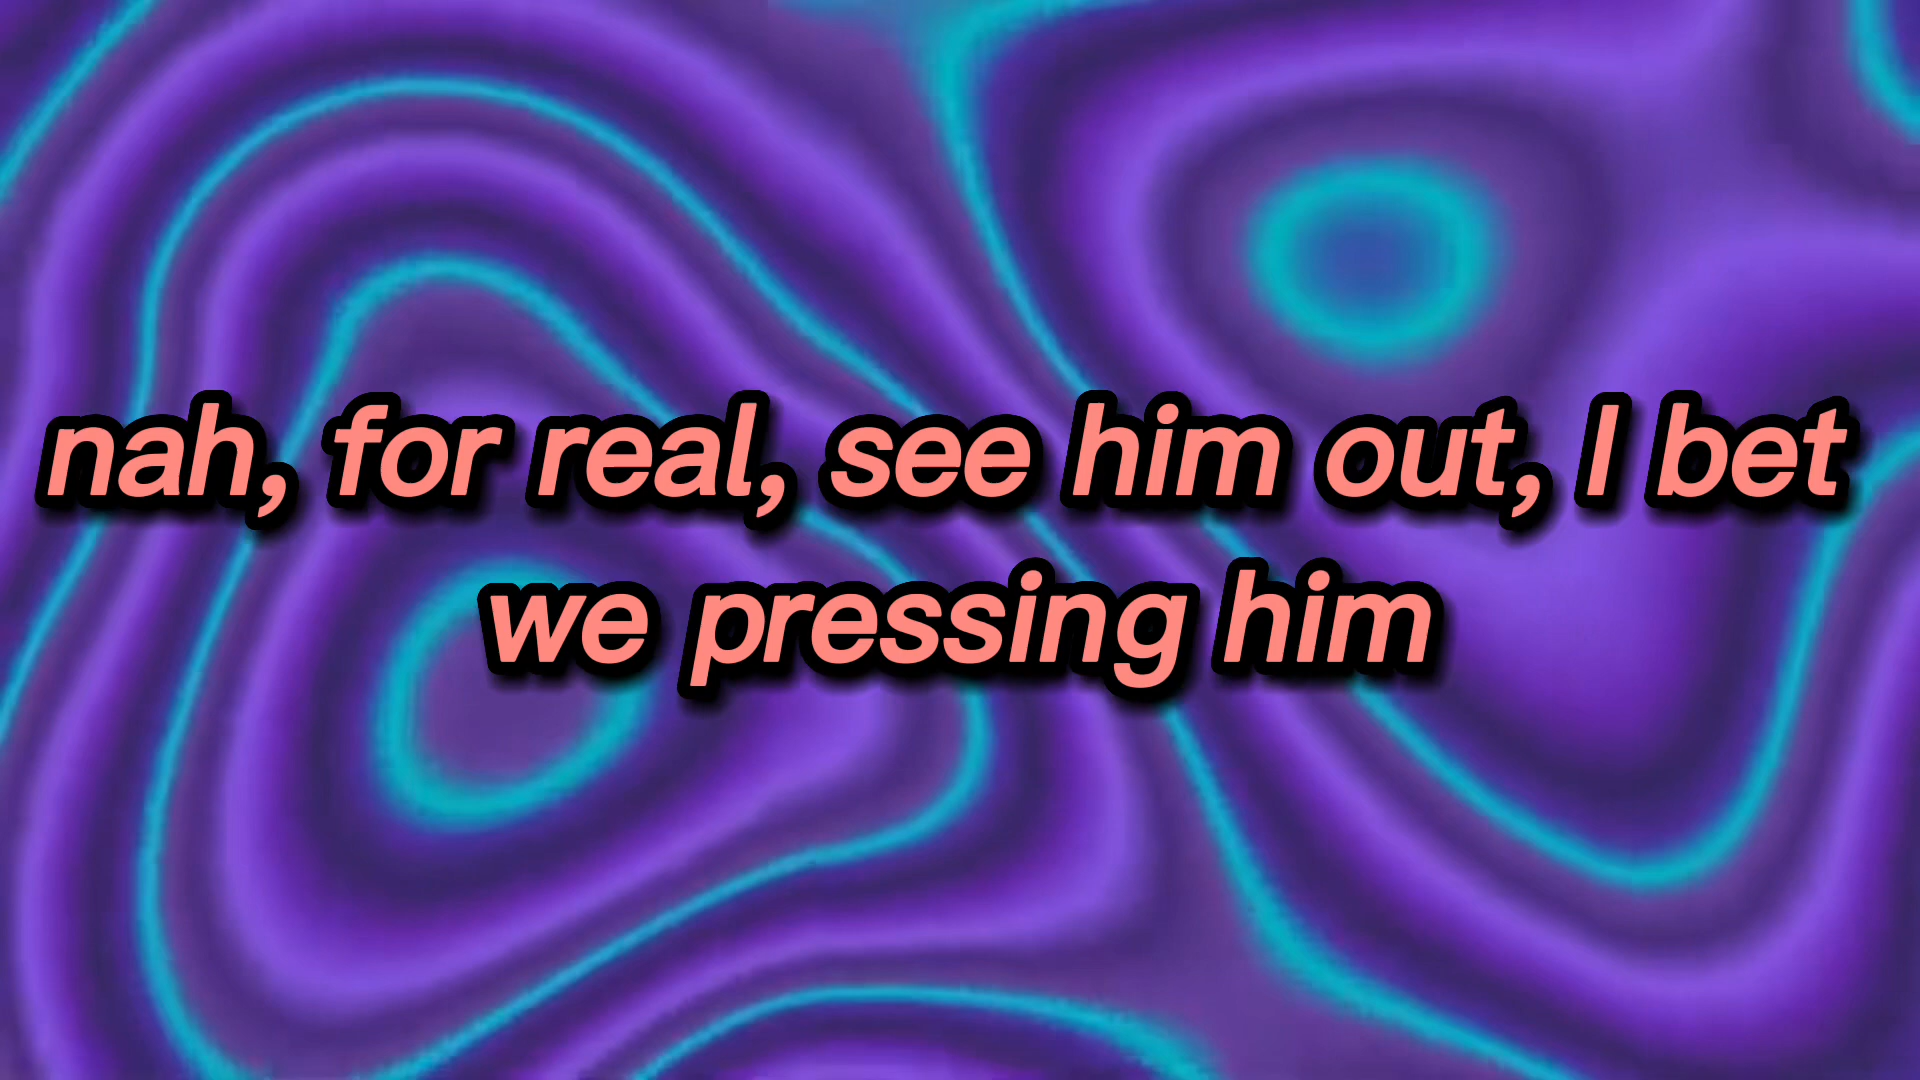 nah, for real, see him out, I bet
we pressing him